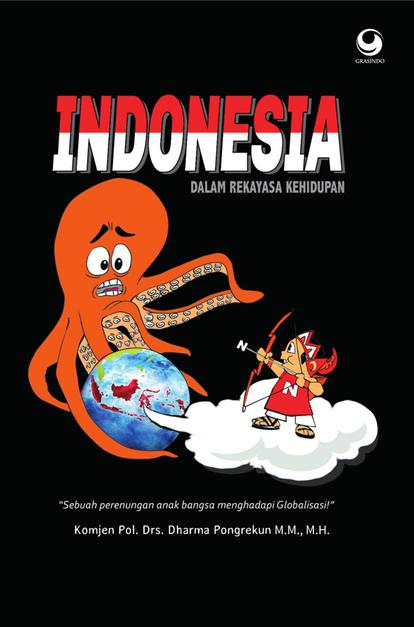 GRASINDO
INDONESIA
DALAM REKAYASA KEHIDUPAN
N
N
"Sebuah perenungan anak bangsa menghadapi Globalisasi!"
Komjen Pol. Drs. Dharma Pongrekun M.M., M.H.